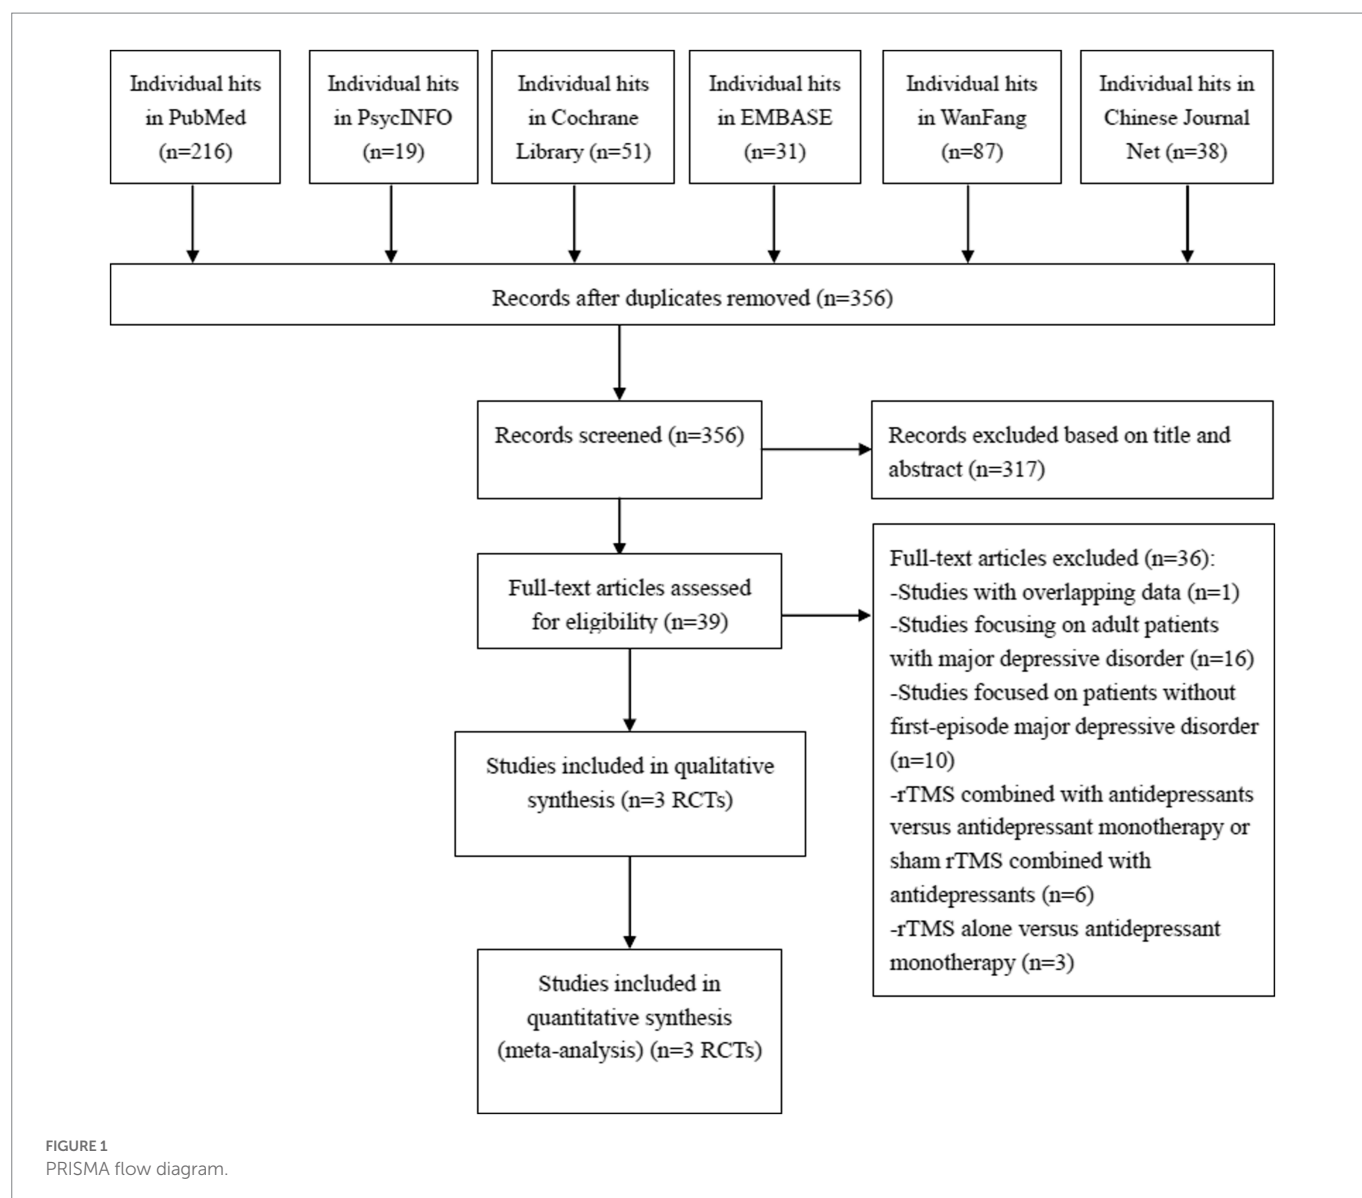 Individual hits
in PubMed
(n=216)
Individual hits
in PsycINFO
(n=19)
Individual hits
in Cochrane
Library (n=51)
Individual hits
in EMBASE
(n=31)
Individual hits
in WanFang
(n=87)
Individual hits in
Chinese Journal
Net (n=38)
Records after duplicates removed (n=356)
Records screened (n=356)
Records excluded based on title and
abstract (n=317)
Full-text articles assessed
for eligibility (n=39)
Full-text articles excluded (n=36):
-Studies with overlapping data (n=1)
-Studies focusing on adult patients
with major depressive disorder (n=16)
-Studies focused on patients without
first-episode major depressive disorder
(n=10)
-rTMS combined with antidepressants
versus antidepressant monotherapy or
sham rTMS combined with
antidepressants (n=6)
-rTMS alone versus antidepressant
monotherapy (n=3)
Studies included in qualitative
synthesis (n=3 RCTs)
Studies included in
quantitative synthesis
(meta-analysis) (n=3 RCTs)
FIGURE 1
PRISMA flow diagram.